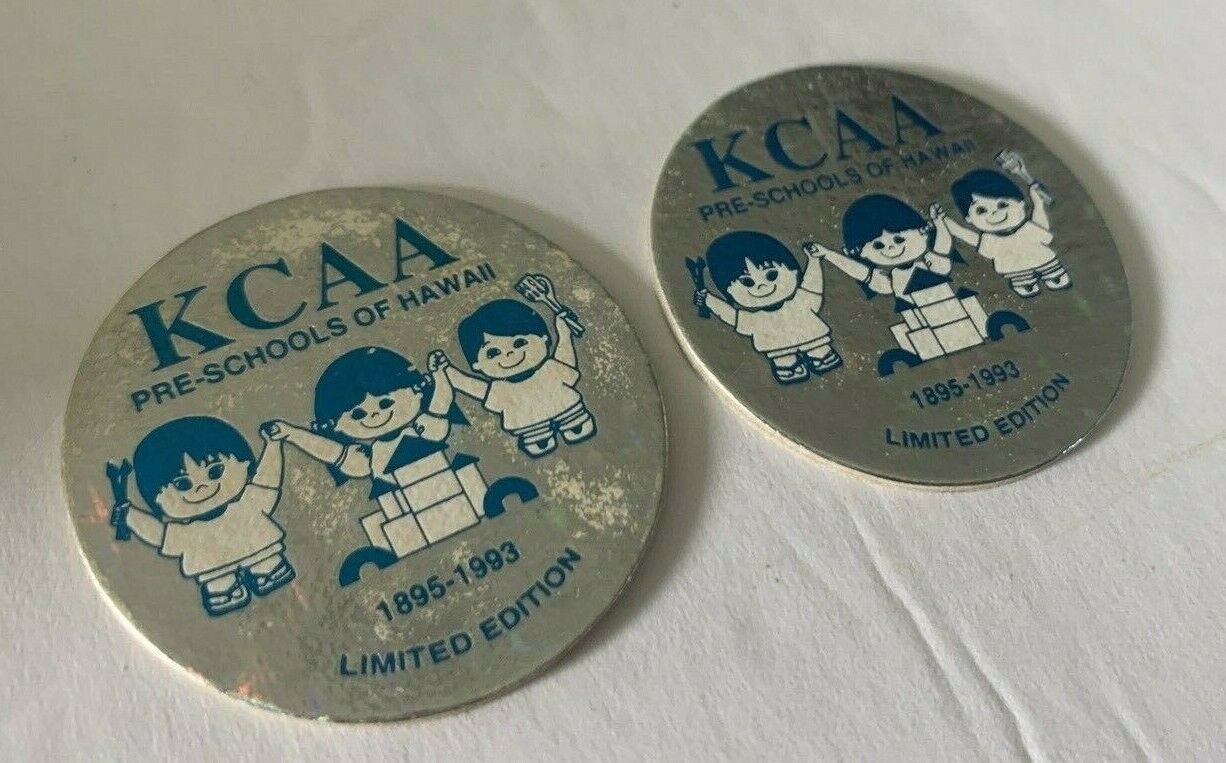 KCAA
PRE-SCHOOLS OF HAWAII
1895-1993
LIMITED EDITION
KCAA
PRE-SCHOOLS OF HAWAII
1895-1993
LIMITED EDITION